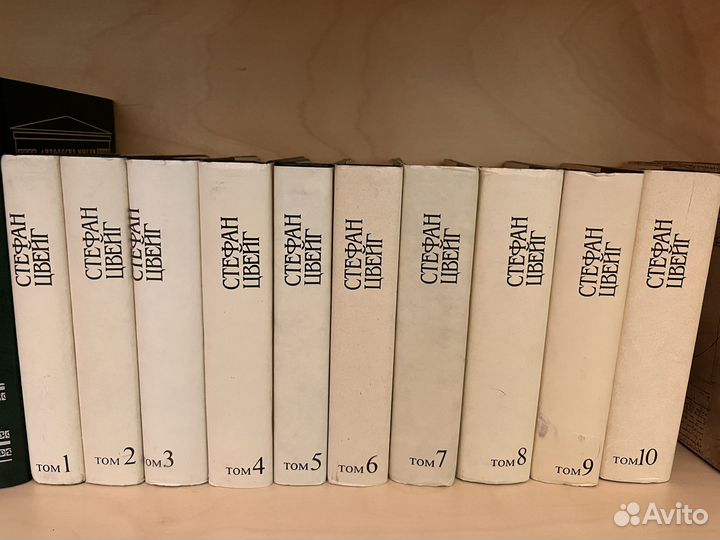 СТЕФАН
ЦВЕЙГ
ТОМ 1
СТЕФАН
ЦВЕЙГ
ТОМ 2
СТЕФАН
ЦВЕЙГ
ТОМ 3
СТЕФАН
ЦВЕЙГ
ТОМ 4
СТЕФАН
ЦВЕЙГ
ТОМ 5
СТЕФАН
ЦВЕЙГ
ТОМ 6
СТЕФАН
ЦВЕЙГ
ТОМ 7
СТЕФАН
ЦВЕЙГ
ТОМ 8
СТЕФАН
ЦВЕЙГ
ТОМ 9
СТЕФАН
ЦВЕЙГ
ТОМ 10
Avito